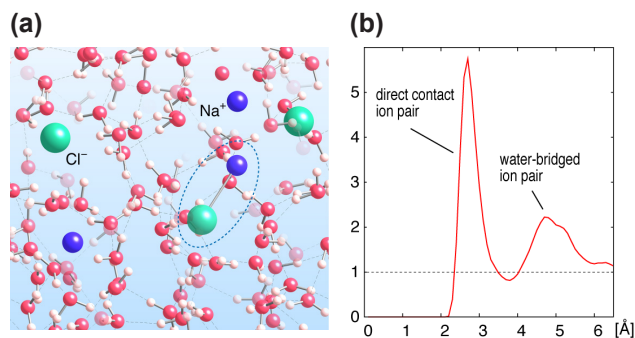 (a)
Na⁺
Cl⁻
(b)
5
4
3
2
1
0
direct contact
ion pair
water-bridged
ion pair
0 1 2 3 4 5 6 [Å]